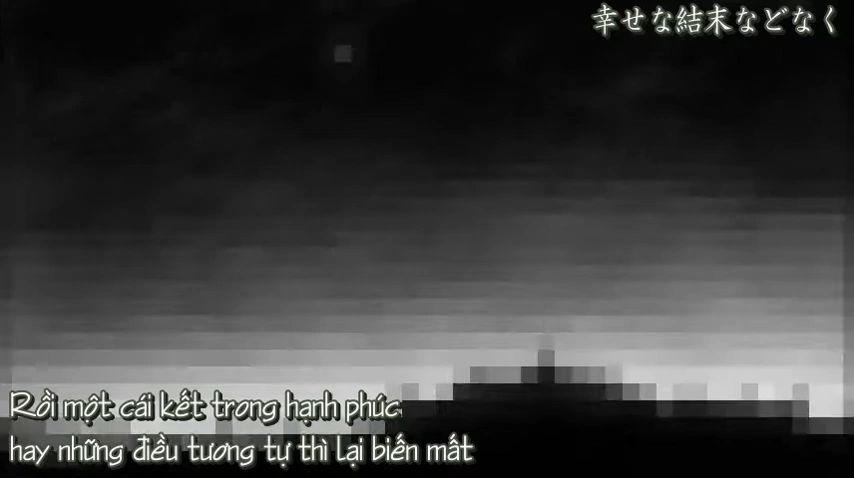 幸せな結末などなく
Rồi một cái kết trong hạnh phúc
hay những điều tương tự thì lại biến mất